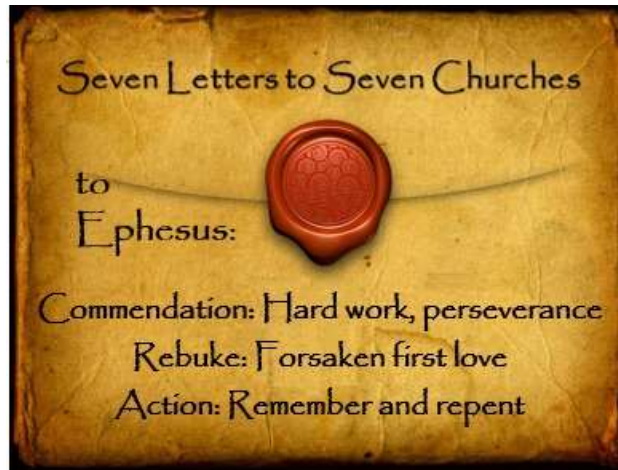 Seven Letters to Seven Churches
to
Ephesus:
Commendation: Hard work, perseverance
Rebuke: Forsaken first love
Action: Remember and repent